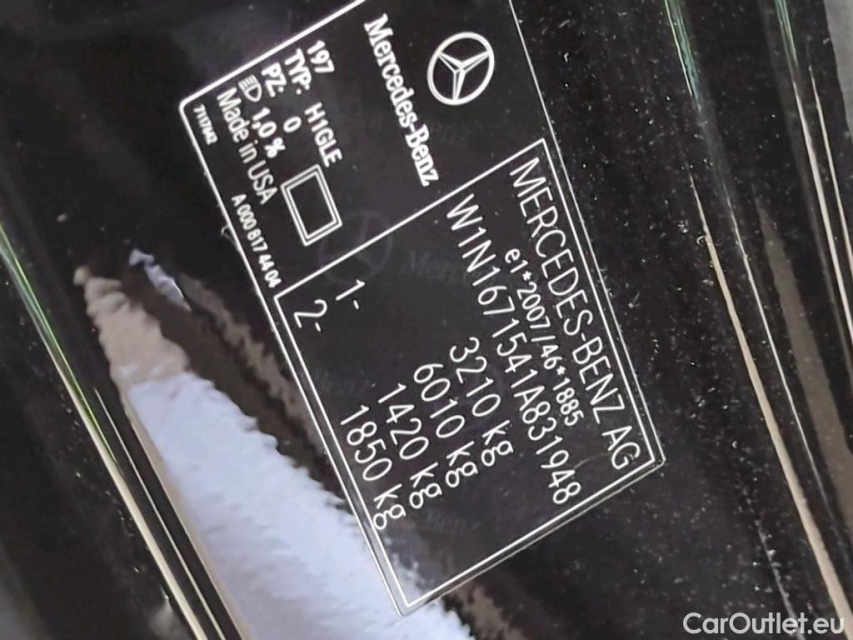 Mercedes-Benz
197
TYP: H1GLE
PZ: 0
1,0 %
Made in USA
A 000 817 44 04
MERCEDES-BENZ AG
e1*2007/46*1885
W1N1671541A831948
3210 kg
6010 kg
1- 1420 kg
2- 1850 kg
CarOutlet.eu